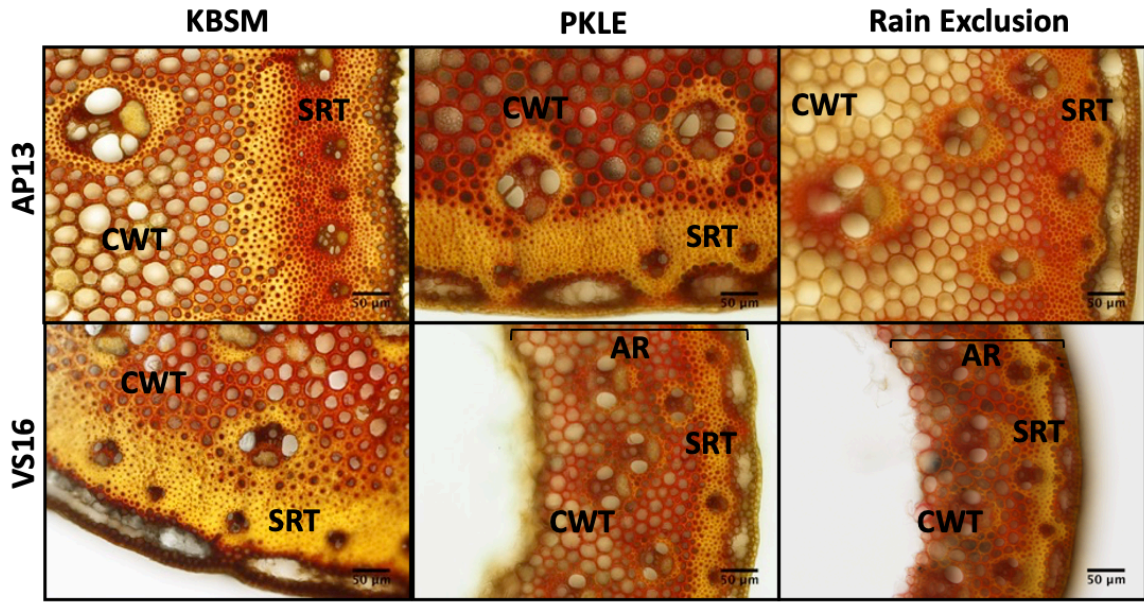 KBSM PKLE Rain Exclusion
AP13
CWT SRT
CWT
50 µm
CWT
SRT
50 µm
CWT SRT
50 µm
VS16
CWT
SRT
50 µm
AR
SRT
CWT
50 µm
AR
SRT
CWT
50 µm